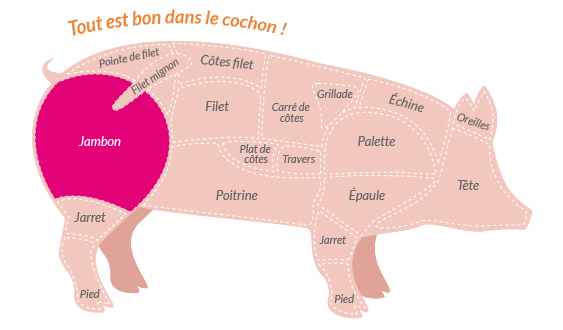 Tout est bon dans le cochon !
Pointe de filet
Filet mignon
Côtes filet
Grillade
Échine
Oreilles
Jambon
Filet
Carré de
côtes
Palette
Plat de
côtes
Travers
Tête
Poitrine
Épaule
Jarret
Jarret
Pied
Pied